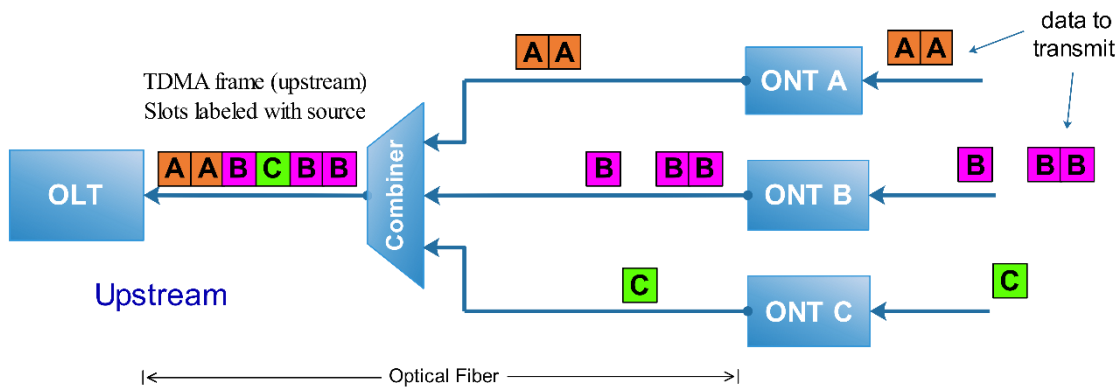 data to
transmit
A A
A A
ONT A
TDMA frame (upstream)
Slots labeled with source
A A B C B B
OLT
Combiner
B B B
ONT B
B B B
Upstream
C
ONT C
C
Optical Fiber